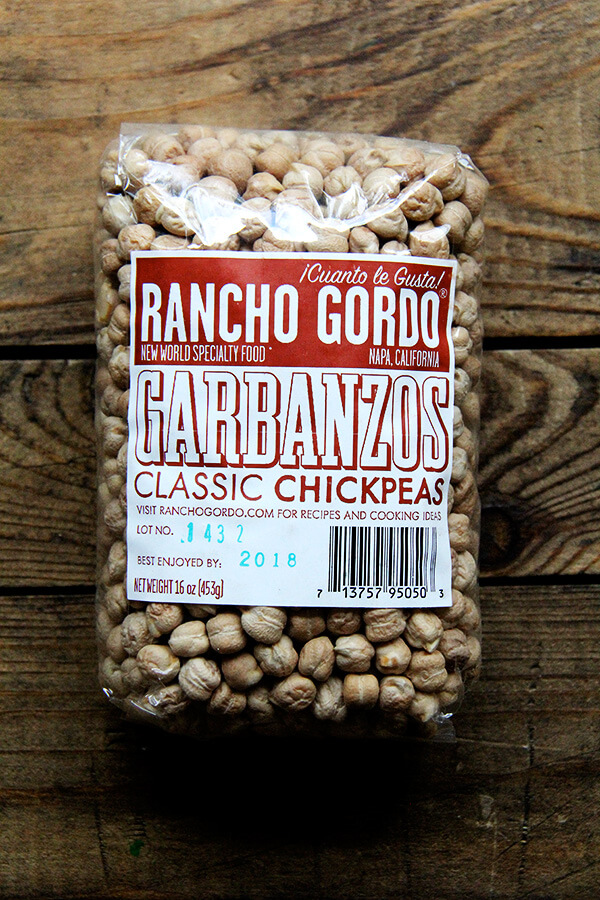 ¡Cuanto le Gusta!
RANCHO GORDO®
NEW WORLD SPECIALTY FOOD™ NAPA, CALIFORNIA
GARBANZOS
CLASSIC CHICKPEAS
VISIT RANCHOGORDO.COM FOR RECIPES AND COOKING IDEAS
LOT NO. 1432
BEST ENJOYED BY: 2018
NET WEIGHT 16 oz (453g)
7 13757 95050 3